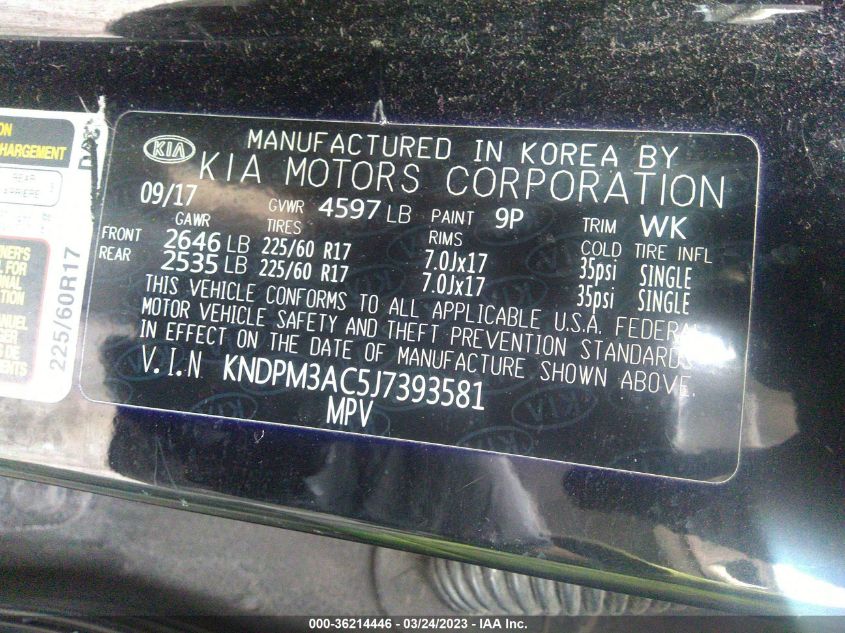 ON
HARGEMENT
REAR
225/60R17
KIA
MANUFACTURED IN KOREA BY
KIA MOTORS CORPORATION
09/17 GVWR 4597 LB PAINT 9P TRIM WK
GAWR TIRES RIMS COLD TIRE INFL
FRONT 2646 LB 225/60 R17 7.0Jx17 35psi SINGLE
REAR 2535 LB 225/60 R17 7.0Jx17 35psi SINGLE
THIS VEHICLE CONFORMS TO ALL APPLICABLE U.S.A. FEDERAL
MOTOR VEHICLE SAFETY AND THEFT PREVENTION STANDARDS
IN EFFECT ON THE DATE OF MANUFACTURE SHOWN ABOVE.
V.I.N KNDPM3AC5J7393581
MPV
000-36214446 - 03/24/2023 - IAA Inc.